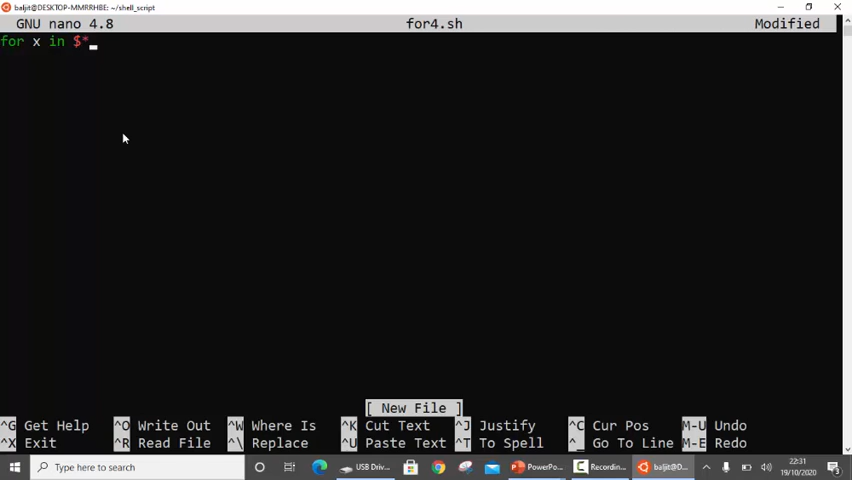 baljit@DESKTOP-MMRRHBE: ~/shell_script
GNU nano 4.8 for4.sh Modified
for x in $*
[ New File ]
^G Get Help ^O Write Out ^W Where Is ^K Cut Text ^J Justify ^C Cur Pos M-U Undo
^X Exit ^R Read File ^\ Replace ^U Paste Text ^T To Spell ^_ Go To Line M-E Redo
Type here to search USB Driv... PowerPo... Recordin... baljit@D... 22:31
19/10/2020 3